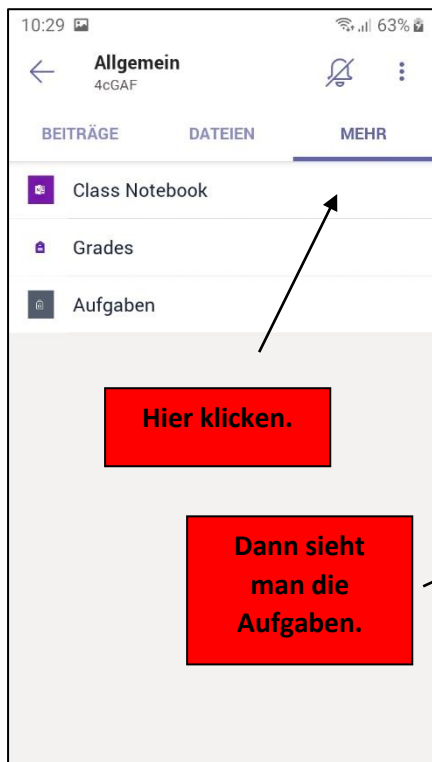 10:29 63%
Allgemein
4cGAF
BEITRÄGE DATEIEN MEHR
Class Notebook
Grades
Aufgaben
Hier klicken.
Dann sieht
man die
Aufgaben.